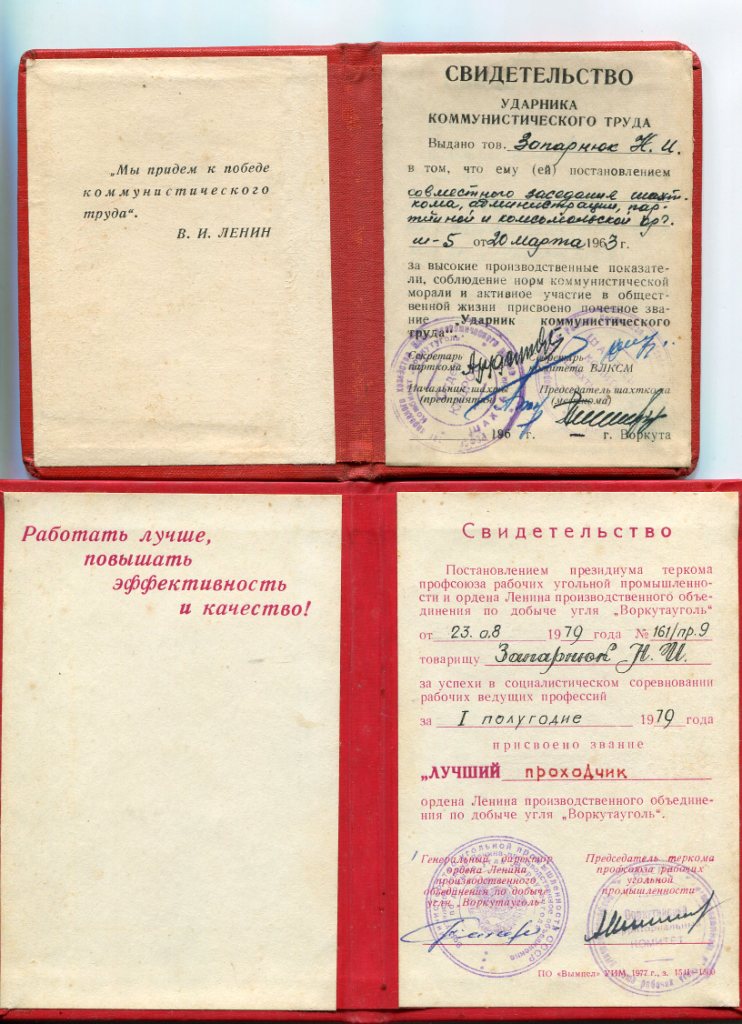 „Мы придем к победе
коммунистического
труда“.
В. И. ЛЕНИН
СВИДЕТЕЛЬСТВО
УДАРНИКА
КОММУНИСТИЧЕСКОГО ТРУДА
Выдано тов. Запарнюк Н. И.
в том, что ему (ей) постановлением
совместного заседания шахт-
кома, администрации, пар-
тийной и комсомольской орг.
ш-5 от 20 марта 1963 г.
за высокие производственные показате-
ли, соблюдение норм коммунистической
морали и активное участие в общест-
венной жизни присвоено почетное зва-
ние „Ударник коммунистического
труда“.
Секретарь
парткома
Секретарь
комитета ВЛКСМ
Начальник шахты
(предприятия)
Председатель шахткома
(месткома)
196 г.
г. Воркута
Работать лучше,
повышать
эффективность
и качество!
Свидетельство
Постановлением президиума теркома
профсоюза рабочих угольной промышленно-
сти и ордена Ленина производственного объе-
динения по добыче угля „Воркутауголь“
от 23.08 1979 года № 161/пр.9
товарищу Запарнюк Н. И.
за успехи в социалистическом соревновании
рабочих ведущих профессий
за I полугодие 1979 года
присвоено звание
„ЛУЧШИЙ проходчик
ордена Ленина производственного объедине-
ния по добыче угля „Воркутауголь“.
Генеральный директор
ордена Ленина
производственного
объединения по добыче
угля „Воркутауголь“
Председатель теркома
профсоюза рабочих
угольной
промышленности
КОМИТЕТ
ПО «Вымпел» УИМ, 1977 г., з.